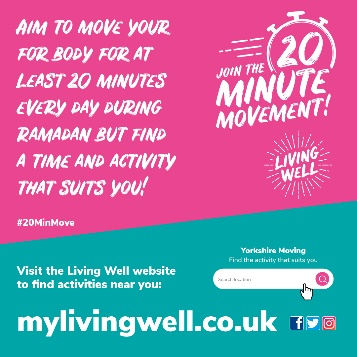 AIM TO MOVE YOUR
FOR BODY FOR AT
LEAST 20 MINUTES
EVERY DAY DURING
RAMADAN BUT FIND
A TIME AND ACTIVITY
THAT SUITS YOU!
#20MinMove
JOIN THE 20
MINUTE
MOVEMENT!
LIVING
WELL
Yorkshire Moving
Find the activity that suits you
Search location
Visit the Living Well website
to find activities near you:
mylivingwell.co.uk